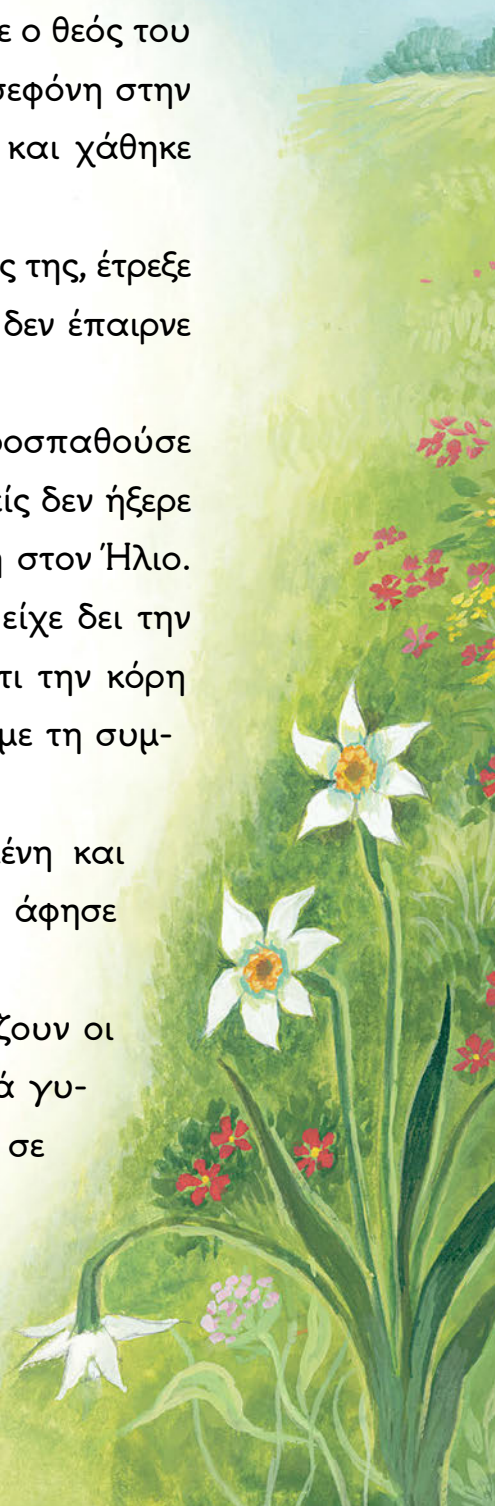 ε ο θεός του
σεφόνη στην
και χάθηκε
ς της, έτρεξε
δεν έπαιρνε
ροσπαθούσε
είς δεν ήξερε
η στον Ήλιο.
είχε δει την
τι την κόρη
με τη συμ-
ένη και
άφησε
ζουν οι
ά γυ-
σε